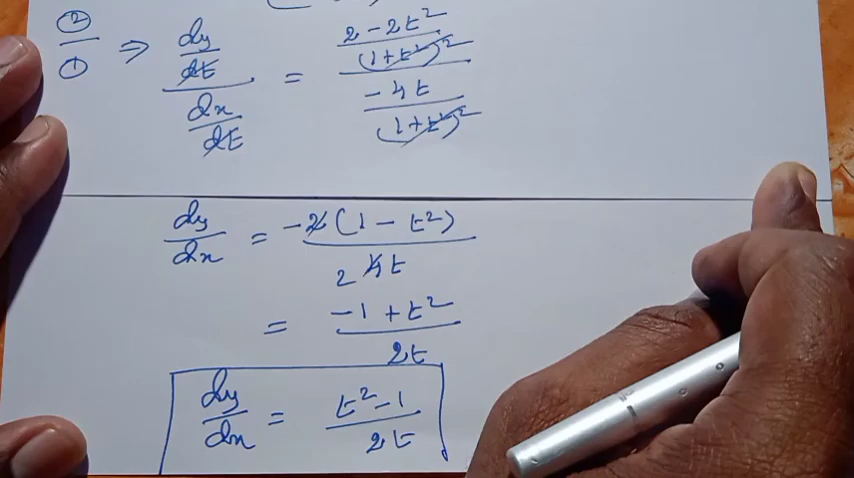 ②/① ⇒ (dy/dt)/(dx/dt) = ((2-2t²)/(1+t²)²)/((-4t)/(1+t²)²)
dy/dx = -2(1-t²)/2 4t
= (-1+t²)/2t
dy/dx = (t²-1)/2t